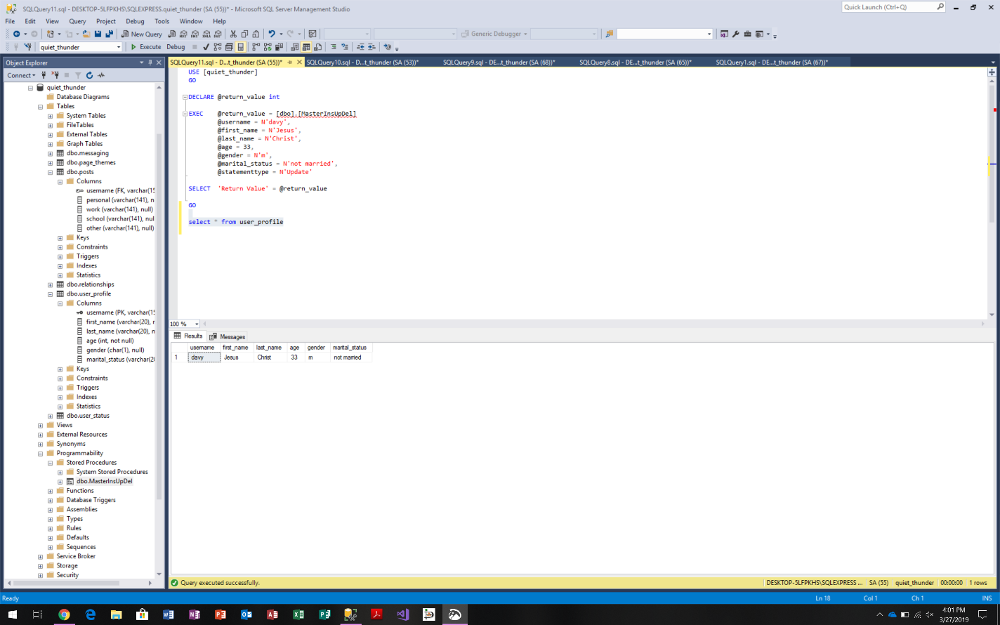 SQLQuery11.sql - DESKTOP-5LFPKHS\SQLEXPRESS.quiet_thunder (SA (55))* - Microsoft SQL Server Management Studio
Quick Launch (Ctrl+Q)
File Edit View Query Project Debug Tools Window Help
New Query
Generic Debugger
quiet_thunder
Execute Debug
Object Explorer
Connect
quiet_thunder
Database Diagrams
Tables
System Tables
FileTables
External Tables
Graph Tables
dbo.messaging
dbo.page_themes
dbo.posts
Columns
username (FK, varchar(15
personal (varchar(141), n
work (varchar(141), null)
school (varchar(141), nul
other (varchar(141), null)
Keys
Constraints
Triggers
Indexes
Statistics
dbo.relationships
dbo.user_profile
Columns
username (PK, varchar(15
first_name (varchar(20), r
last_name (varchar(20), n
age (int, not null)
gender (char(1), null)
marital_status (varchar(20
Keys
Constraints
Triggers
Indexes
Statistics
dbo.user_status
Views
External Resources
Synonyms
Programmability
Stored Procedures
System Stored Procedures
dbo.MasterInsUpDel
Functions
Database Triggers
Assemblies
Types
Rules
Defaults
Sequences
Service Broker
Storage
Security
SQLQuery11.sql - D...t_thunder (SA (55))* SQLQuery10.sql - D...t_thunder (SA (53))* SQLQuery9.sql - DE...t_thunder (SA (68))* SQLQuery8.sql - DE...t_thunder (SA (65))* SQLQuery1.sql - DE...t_thunder (SA (67))*
USE [quiet_thunder]
GO
DECLARE @return_value int
EXEC @return_value = [dbo].[MasterInsUpDel]
@username = N'davy',
@first_name = N'Jesus',
@last_name = N'Christ',
@age = 33,
@gender = N'm',
@marital_status = N'not married',
@statementtype = N'Update'
SELECT 'Return Value' = @return_value
GO
select * from user_profile
100 %
Results Messages
username first_name last_name age gender marital_status
1 davy Jesus Christ 33 m not married
Query executed successfully. DESKTOP-5LFPKHS\SQLEXPRESS ... SA (55) quiet_thunder 00:00:00 1 rows
Ready Ln 18 Col 1 Ch 1 INS
4:01 PM
3/27/2019